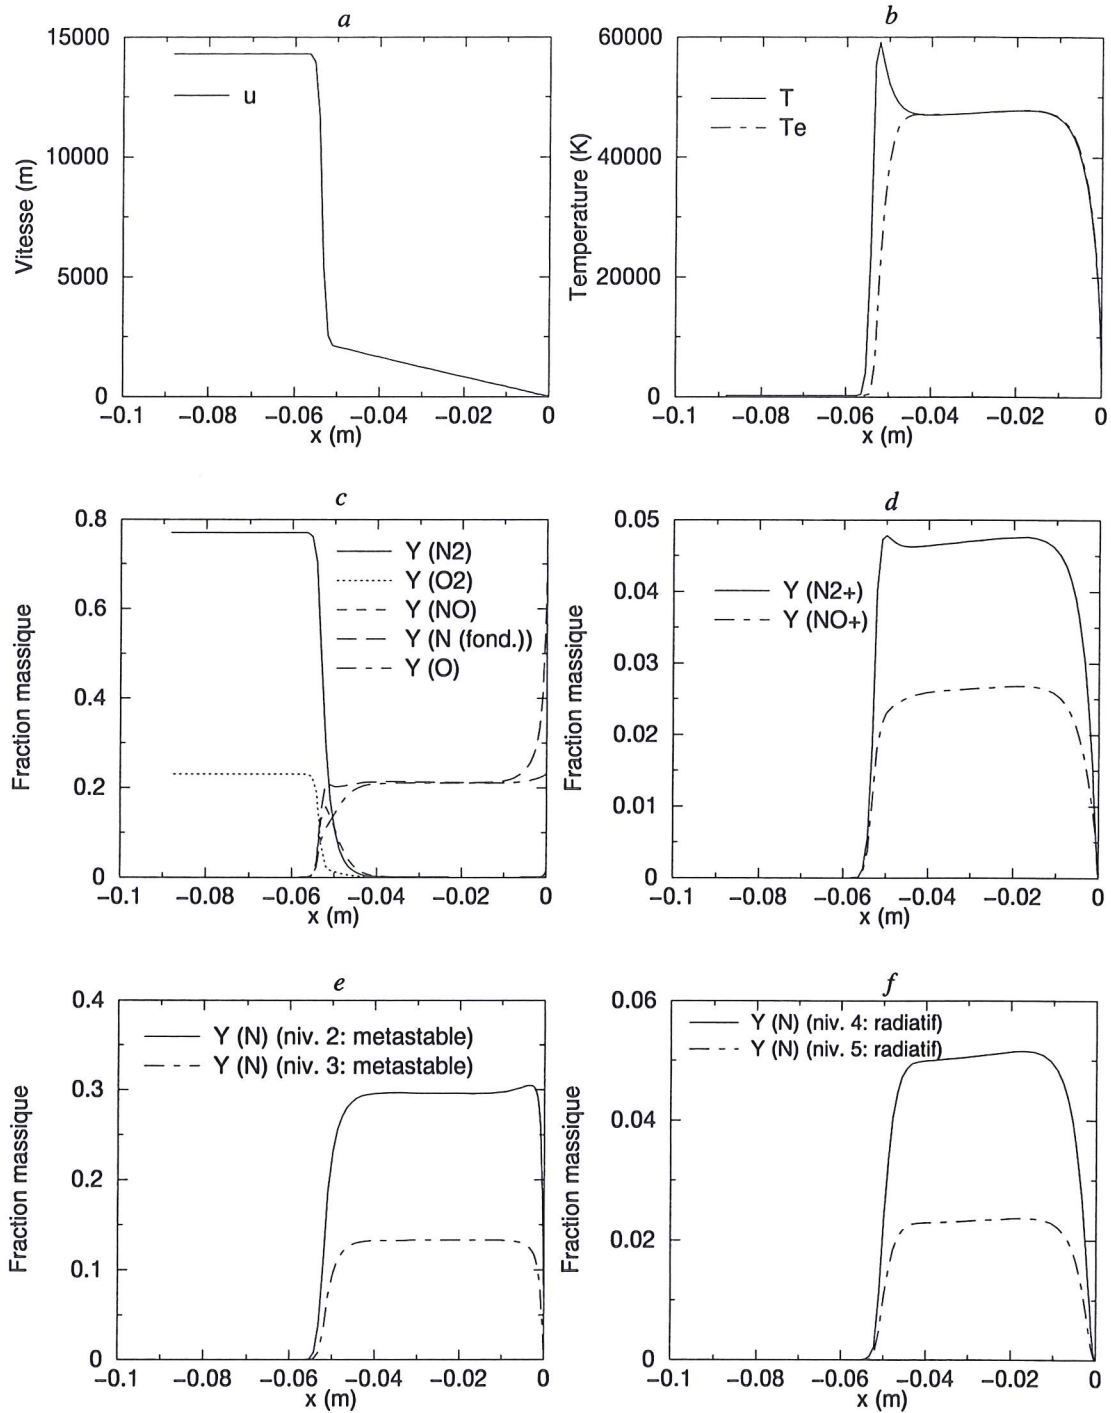 a
15000
10000
5000
0
Vitesse (m)
u
−0.1 −0.08 −0.06 −0.04 −0.02 0
x (m)
b
60000
40000
20000
0
Temperature (K)
T
Te
−0.1 −0.08 −0.06 −0.04 −0.02 0
x (m)
c
0.8
0.6
0.4
0.2
0
Fraction massique
Y (N2)
Y (O2)
Y (NO)
Y (N (fond.))
Y (O)
−0.1 −0.08 −0.06 −0.04 −0.02 0
x (m)
d
0.05
0.04
0.03
0.02
0.01
0
Fraction massique
Y (N2+)
Y (NO+)
−0.1 −0.08 −0.06 −0.04 −0.02 0
x (m)
e
0.4
0.3
0.2
0.1
0
Fraction massique
Y (N) (niv. 2: metastable)
Y (N) (niv. 3: metastable)
−0.1 −0.08 −0.06 −0.04 −0.02 0
x (m)
f
0.06
0.04
0.02
0
Fraction massique
Y (N) (niv. 4: radiatif)
Y (N) (niv. 5: radiatif)
−0.1 −0.08 −0.06 −0.04 −0.02 0
x (m)